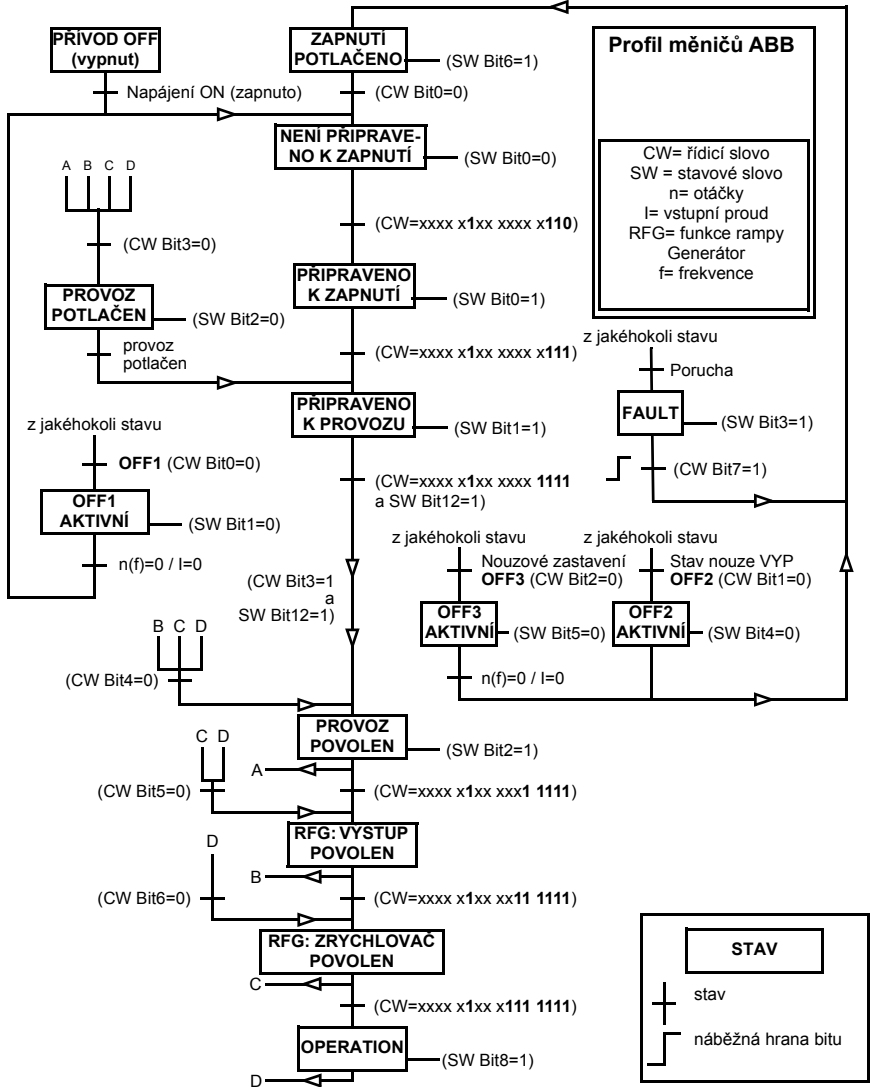 PŘÍVOD OFF
(vypnut)
Napájení ON (zapnuto)
ZAPNUTÍ
POTLAČENO
(SW Bit6=1)
(CW Bit0=0)
NENÍ PŘIPRAVE-
NO K ZAPNUTÍ
(SW Bit0=0)
A B C D
(CW Bit3=0)
(CW=xxxx x1xx xxxx x110)
PROVOZ
POTLAČEN
(SW Bit2=0)
provoz
potlačen
PŘIPRAVENO
K ZAPNUTÍ
(SW Bit0=1)
(CW=xxxx x1xx xxxx x111)
PŘIPRAVENO
K PROVOZU
(SW Bit1=1)
(CW=xxxx x1xx xxxx 1111
a SW Bit12=1)
Profil měničů ABB
CW= řídicí slovo
SW = stavové slovo
n= otáčky
I= vstupní proud
RFG= funkce rampy
Generátor
f= frekvence
z jakéhokoli stavu
Porucha
FAULT
(SW Bit3=1)
(CW Bit7=1)
z jakéhokoli stavu
OFF1 (CW Bit0=0)
OFF1
AKTIVNÍ
(SW Bit1=0)
n(f)=0 / I=0
(CW Bit3=1
a
SW Bit12=1)
z jakéhokoli stavu
Nouzové zastavení
OFF3 (CW Bit2=0)
OFF3
AKTIVNÍ
(SW Bit5=0)
n(f)=0 / I=0
z jakéhokoli stavu
Stav nouze VYP
OFF2 (CW Bit1=0)
OFF2
AKTIVNÍ
(SW Bit4=0)
B C D
(CW Bit4=0)
PROVOZ
POVOLEN
(SW Bit2=1)
A
C D
(CW Bit5=0)
(CW=xxxx x1xx xxx1 1111)
RFG: VÝSTUP
POVOLEN
B
D
(CW Bit6=0)
(CW=xxxx x1xx xx11 1111)
RFG: ZRYCHLOVAČ
POVOLEN
C
(CW=xxxx x1xx x111 1111)
OPERATION
(SW Bit8=1)
D
STAV
stav
náběžná hrana bitu